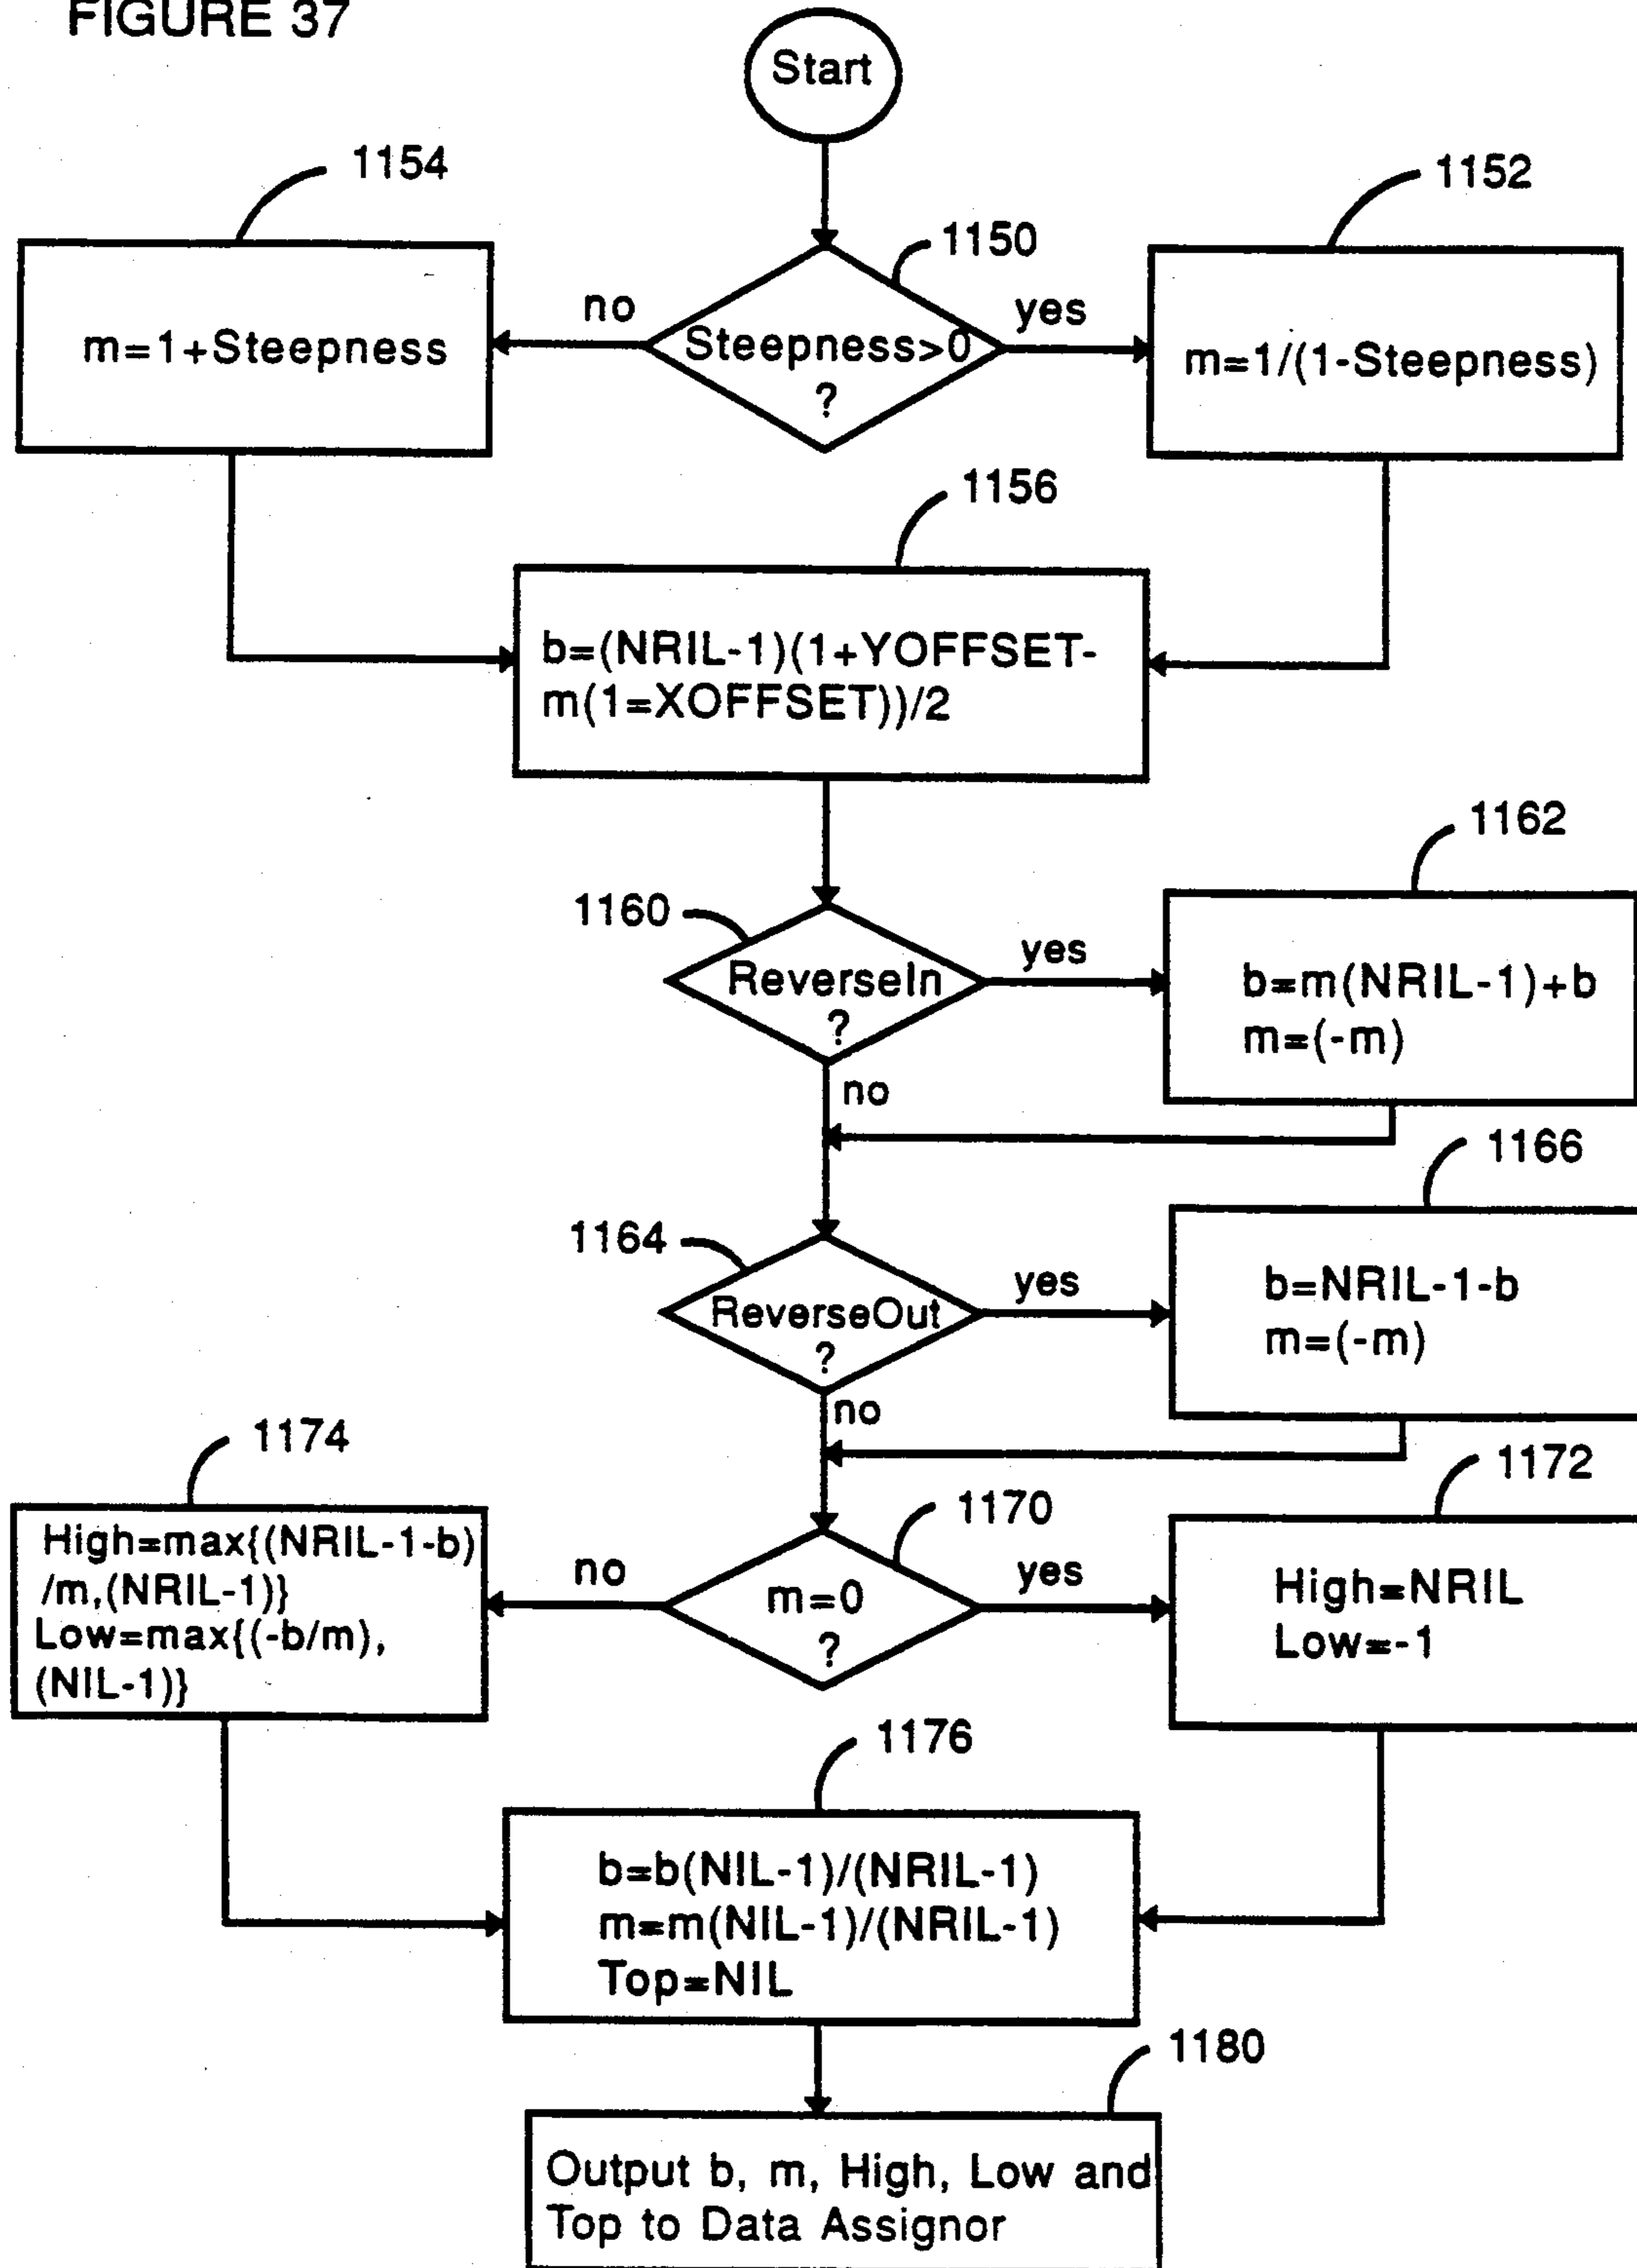 FIGURE 37
Start
1154
1152
1150
no
yes
m=1+Steepness
Steepness>0
?
m=1/(1-Steepness)
1156
b=(NRIL-1)(1+YOFFSET-
m(1=XOFFSET))/2
1162
1160
yes
ReverseIn
?
b=m(NRIL-1)+b
m=(-m)
no
1166
1164
yes
ReverseOut
?
b=NRIL-1-b
m=(-m)
no
1174
1172
1170
High=max{(NRIL-1-b)
/m,(NRIL-1)}
Low=max{(-b/m),
(NIL-1)}
no
yes
m=0
?
High=NRIL
Low=-1
1176
b=b(NIL-1)/(NRIL-1)
m=m(NIL-1)/(NRIL-1)
Top=NIL
1180
Output b, m, High, Low and
Top to Data Assignor